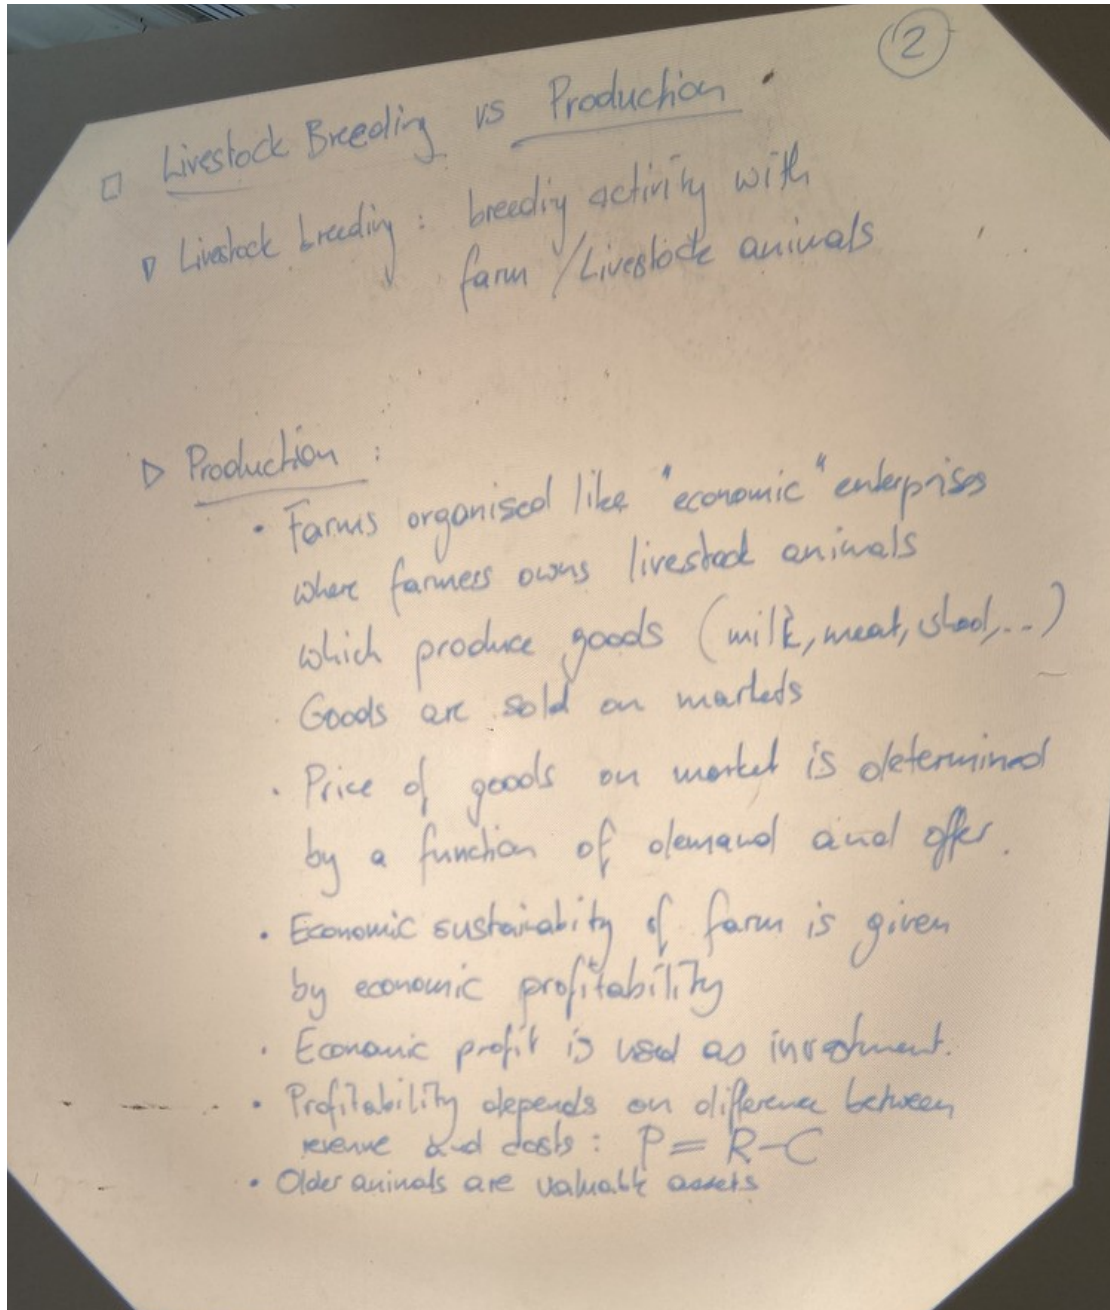 2
□ Livestock Breeding vs Production
▷ Livestock breeding : breeding activity with
farm / Livestock animals
▷ Production :
• Farms organised like "economic" enterprises
where farmers owns livestock animals
which produce goods (milk, meat, ...)
Goods are sold on markets
• Price of goods on market is determined
by a function of demand and offer.
• Economic sustainabity of farm is given
by economic profitability
• Economic profit is used as investment.
• Profitability depends on difference between
revenue and costs : P = R - C
• Older animals are valuable assets